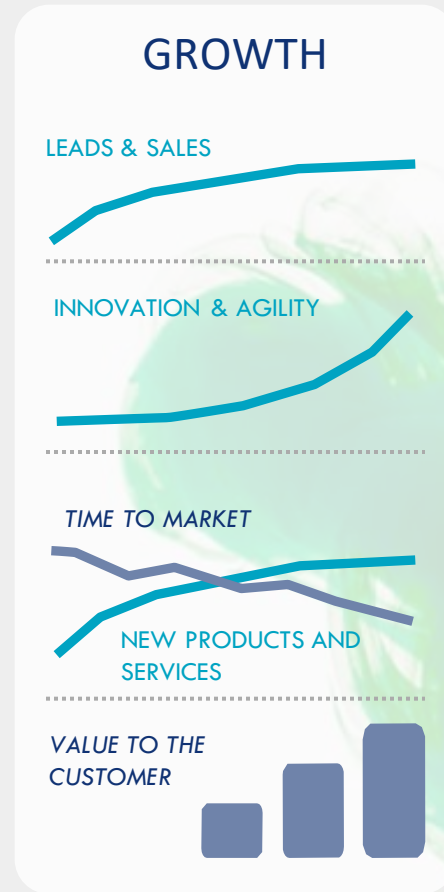 GROWTH
LEADS & SALES
INNOVATION & AGILITY
TIME TO MARKET
NEW PRODUCTS AND
SERVICES
VALUE TO THE
CUSTOMER